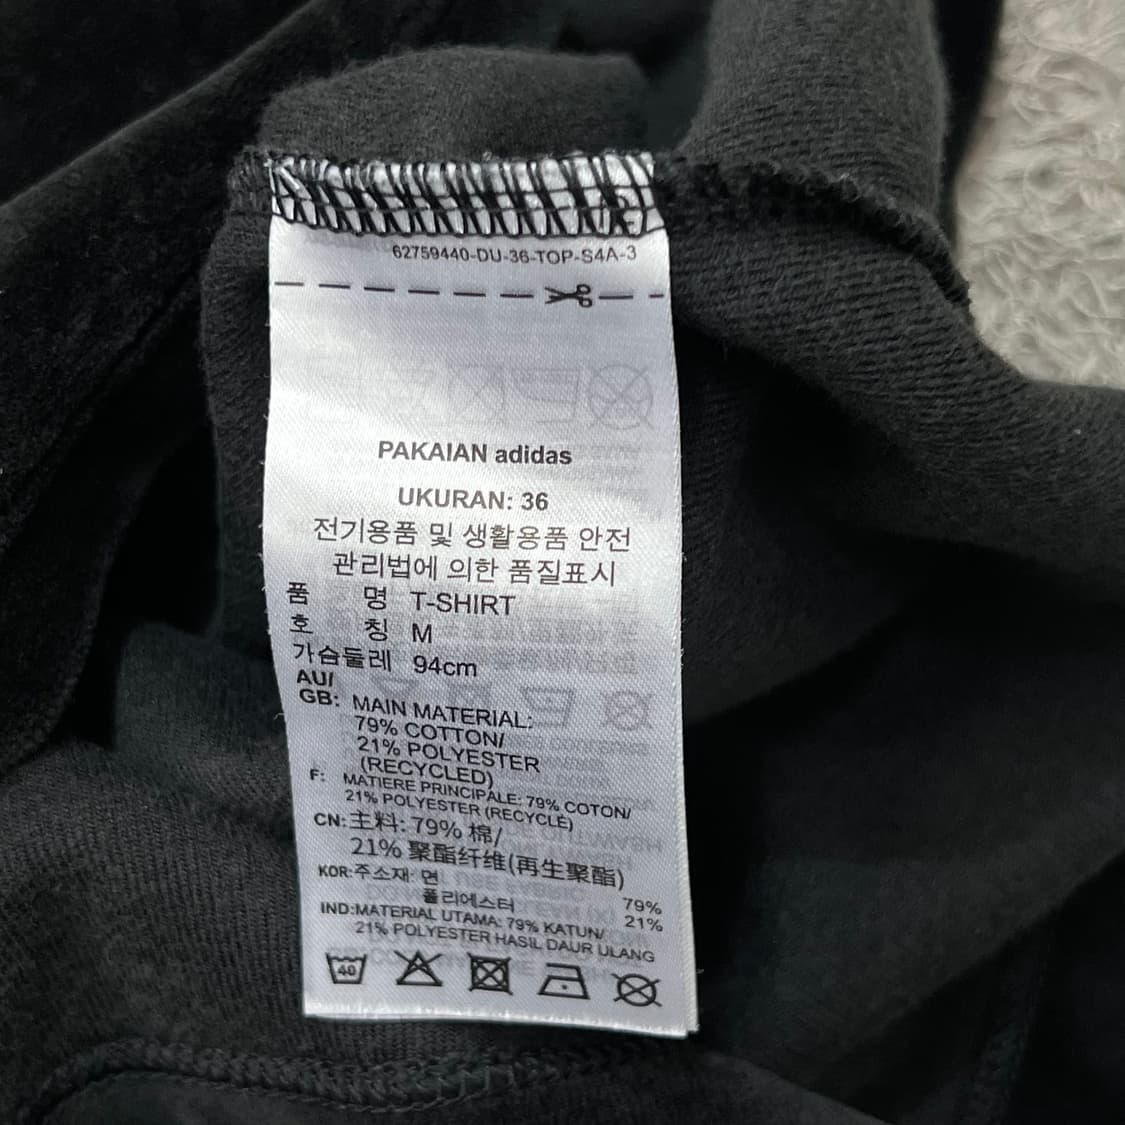 62759440-DU-36-TOP-S4A-3
PAKAIAN adidas
UKURAN: 36
전기용품 및 생활용품 안전
관리법에 의한 품질표시
품 명 T-SHIRT
호 칭 M
가슴둘레 94cm
AU/
GB: MAIN MATERIAL:
79% COTTON/
21% POLYESTER
(RECYCLED)
F: MATIERE PRINCIPALE: 79% COTON/
21% POLYESTER (RECYCLÉ)
CN:主料: 79% 棉/
21% 聚酯纤维(再生聚酯)
KOR:주소재: 면 79%
폴리에스터 21%
IND:MATERIAL UTAMA: 79% KATUN/
21% POLYESTER HASIL DAUR ULANG
40